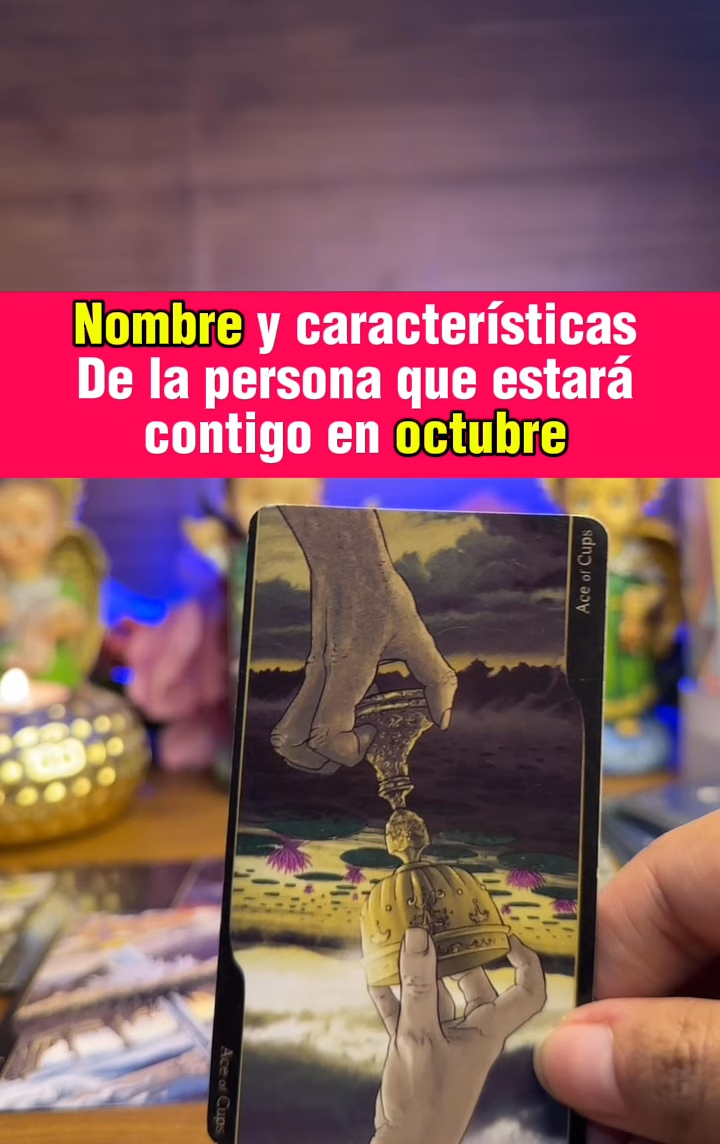 Nombre y características
De la persona que estará
contigo en octubre
Ace of Cups
Ace of Cups